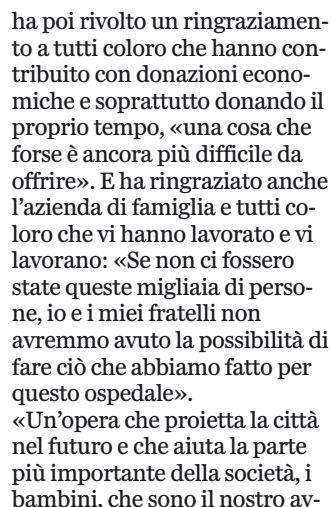 ha poi rivolto un ringraziamen-
to a tutti coloro che hanno con-
tribuito con donazioni econo-
miche e soprattutto donando il
proprio tempo, «una cosa che
forse è ancora più difficile da
offrire». E ha ringraziato anche
l’azienda di famiglia e tutti co-
loro che vi hanno lavorato e vi
lavorano: «Se non ci fossero
state queste migliaia di perso-
ne, io e i miei fratelli non
avremmo avuto la possibilità di
fare ciò che abbiamo fatto per
questo ospedale».
«Un’opera che proietta la città
nel futuro e che aiuta la parte
più importante della società, i
bambini, che sono il nostro av-